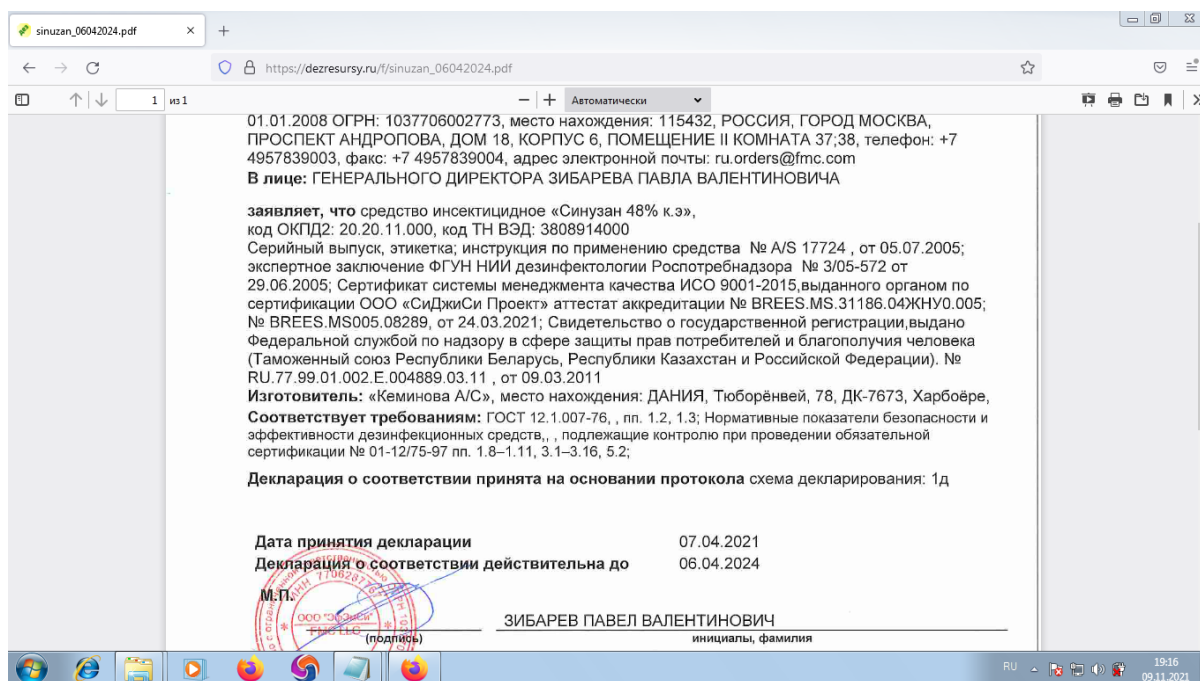 sinuzan_06042024.pdf
https://dezresursy.ru/f/sinuzan_06042024.pdf
1 из 1
Автоматически
01.01.2008 ОГРН: 1037706002773, место нахождения: 115432, РОССИЯ, ГОРОД МОСКВА,
ПРОСПЕКТ АНДРОПОВА, ДОМ 18, КОРПУС 6, ПОМЕЩЕНИЕ II КОМНАТА 37;38, телефон: +7
4957839003, факс: +7 4957839004, адрес электронной почты: ru.orders@fmc.com
В лице: ГЕНЕРАЛЬНОГО ДИРЕКТОРА ЗИБАРЕВА ПАВЛА ВАЛЕНТИНОВИЧА
заявляет, что средство инсектицидное «Синузан 48% к.э»,
код ОКПД2: 20.20.11.000, код ТН ВЭД: 3808914000
Серийный выпуск, этикетка; инструкция по применению средства № A/S 17724 , от 05.07.2005;
экспертное заключение ФГУН НИИ дезинфектологии Роспотребнадзора № 3/05-572 от
29.06.2005; Сертификат системы менеджмента качества ИСО 9001-2015,выданного органом по
сертификации ООО «СиДжиСи Проект» аттестат аккредитации № BREES.MS.31186.04ЖНУ0.005;
№ BREES.MS005.08289, от 24.03.2021; Свидетельство о государственной регистрации,выдано
Федеральной службой по надзору в сфере защиты прав потребителей и благополучия человека
(Таможенный союз Республики Беларусь, Республики Казахстан и Российской Федерации). №
RU.77.99.01.002.E.004889.03.11 , от 09.03.2011
Изготовитель: «Кеминова А/С», место нахождения: ДАНИЯ, Тюборёнвей, 78, ДК-7673, Харбоёре,
Соответствует требованиям: ГОСТ 12.1.007-76, , пп. 1.2, 1.3; Нормативные показатели безопасности и
эффективности дезинфекционных средств,, , подлежащие контролю при проведении обязательной
сертификации № 01-12/75-97 пп. 1.8–1.11, 3.1–3.16, 5.2;
Декларация о соответствии принята на основании протокола схема декларирования: 1д
Дата принятия декларации 07.04.2021
Декларация о соответствии действительна до 06.04.2024
М.П.
ООО "ЭфЭмСи"
FMC LLC
ЗИБАРЕВ ПАВЕЛ ВАЛЕНТИНОВИЧ
(подпись) инициалы, фамилия
RU
19:16
09.11.2021